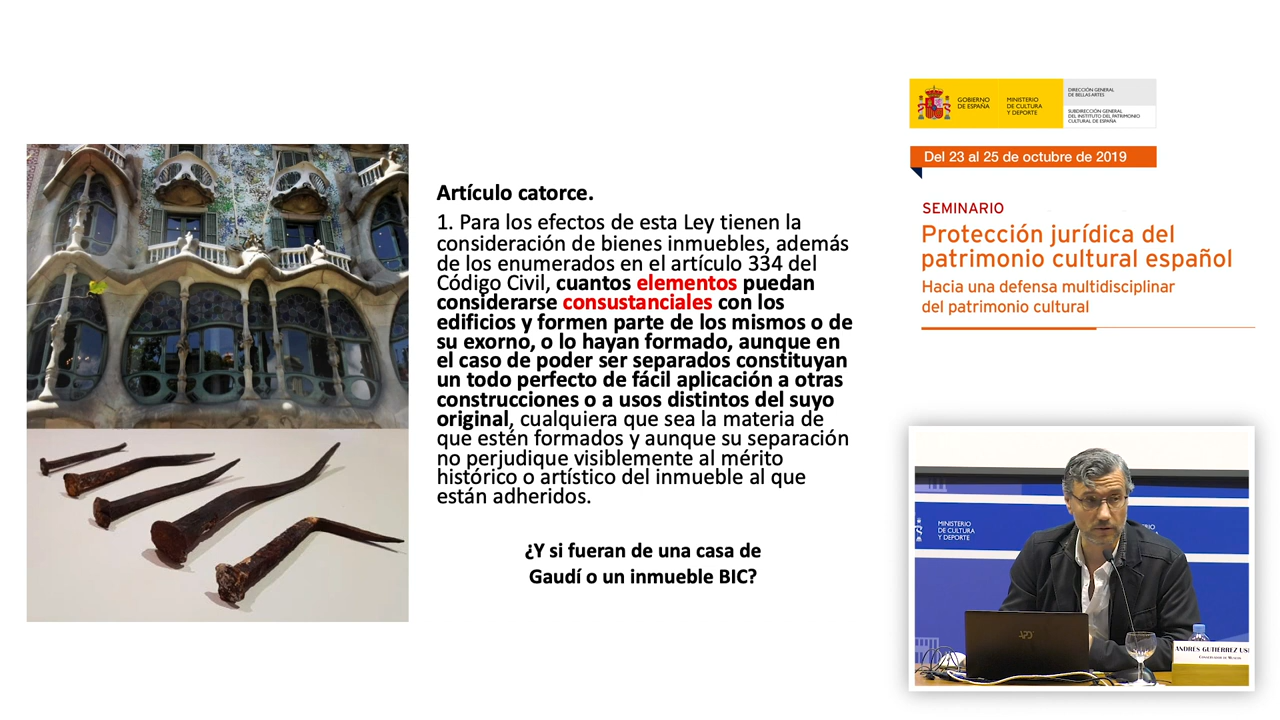 Artículo catorce.
1. Para los efectos de esta Ley tienen la
consideración de bienes inmuebles, además
de los enumerados en el artículo 334 del
Código Civil, cuantos elementos puedan
considerarse consustanciales con los
edificios y formen parte de los mismos o de
su exorno, o lo hayan formado, aunque en
el caso de poder ser separados constituyan
un todo perfecto de fácil aplicación a otras
construcciones o a usos distintos del suyo
original, cualquiera que sea la materia de
que estén formados y aunque su separación
no perjudique visiblemente al mérito
histórico o artístico del inmueble al que
están adheridos.
¿Y si fueran de una casa de
Gaudí o un inmueble BIC?
GOBIERNO
DE ESPAÑA
MINISTERIO
DE CULTURA
Y DEPORTE
DIRECCIÓN GENERAL
DE BELLAS ARTES
SUBDIRECCIÓN GENERAL
DEL INSTITUTO DEL PATRIMONIO
CULTURAL DE ESPAÑA
Del 23 al 25 de octubre de 2019
SEMINARIO
Protección jurídica del
patrimonio cultural español
Hacia una defensa multidisciplinar
del patrimonio cultural
MINISTERIO
DE CULTURA
Y DEPORTE
ANDRÉS GUTIÉRREZ US